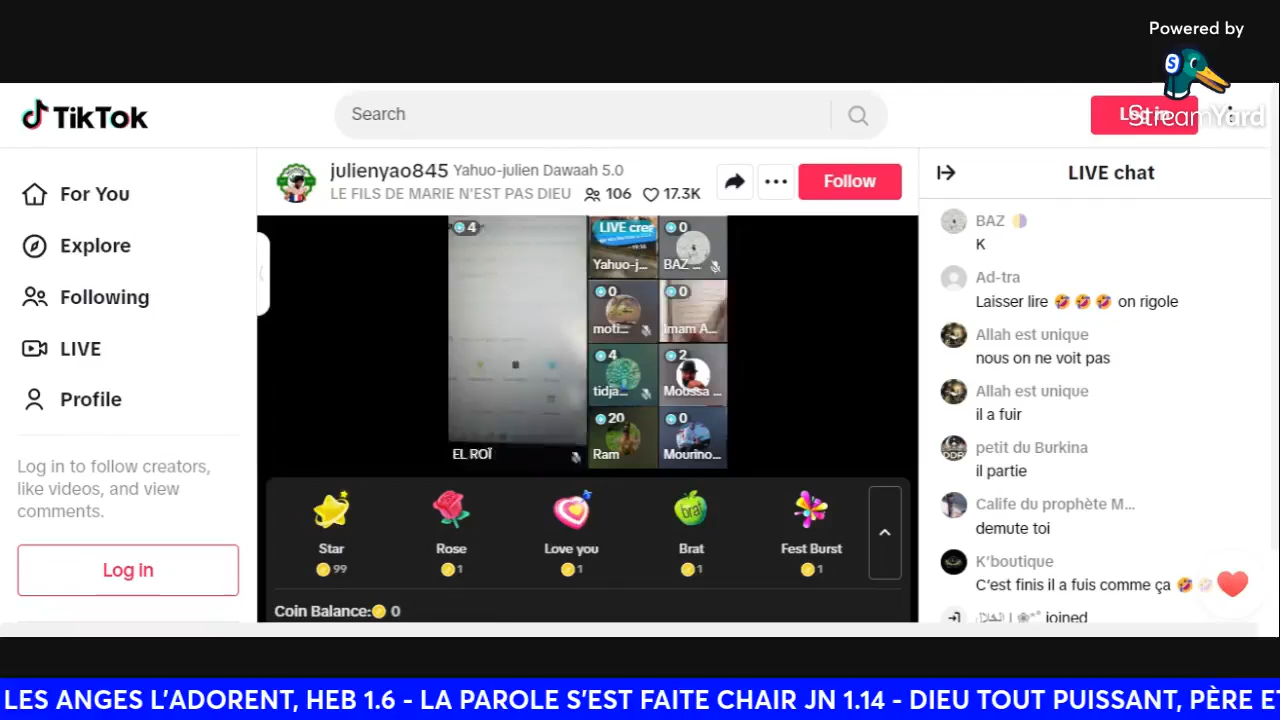 Powered by
StreamYard
TikTok
Search
Log in
For You
Explore
Following
LIVE
Profile
Log in to follow creators,
like videos, and view
comments.
Log in
julienyao845 Yahuo-julien Dawaah 5.0
LE FILS DE MARIE N'EST PAS DIEU 106 17.3K
Follow
4
EL ROÏ
LIVE
Yahuo-j...
0
BAZ ...
0
moti...
0
Imam A...
4
tidja...
2
Moussa ...
20
Ram
0
Mourino...
Star
99
Rose
1
Love you
1
Brat
1
Fest Burst
1
Coin Balance: 0
LIVE chat
BAZ
K
Ad-tra
Laisser lire 🤣 🤣 🤣 on rigole
Allah est unique
nous on ne voit pas
Allah est unique
il a fuir
petit du Burkina
il partie
Calife du prophète M...
demute toi
K'boutique
C'est finis il a fuis comme ça 🤣 🤣
joined
LES ANGES L'ADORENT, HEB 1.6 - LA PAROLE S'EST FAITE CHAIR JN 1.14 - DIEU TOUT PUISSANT, PÈRE ET